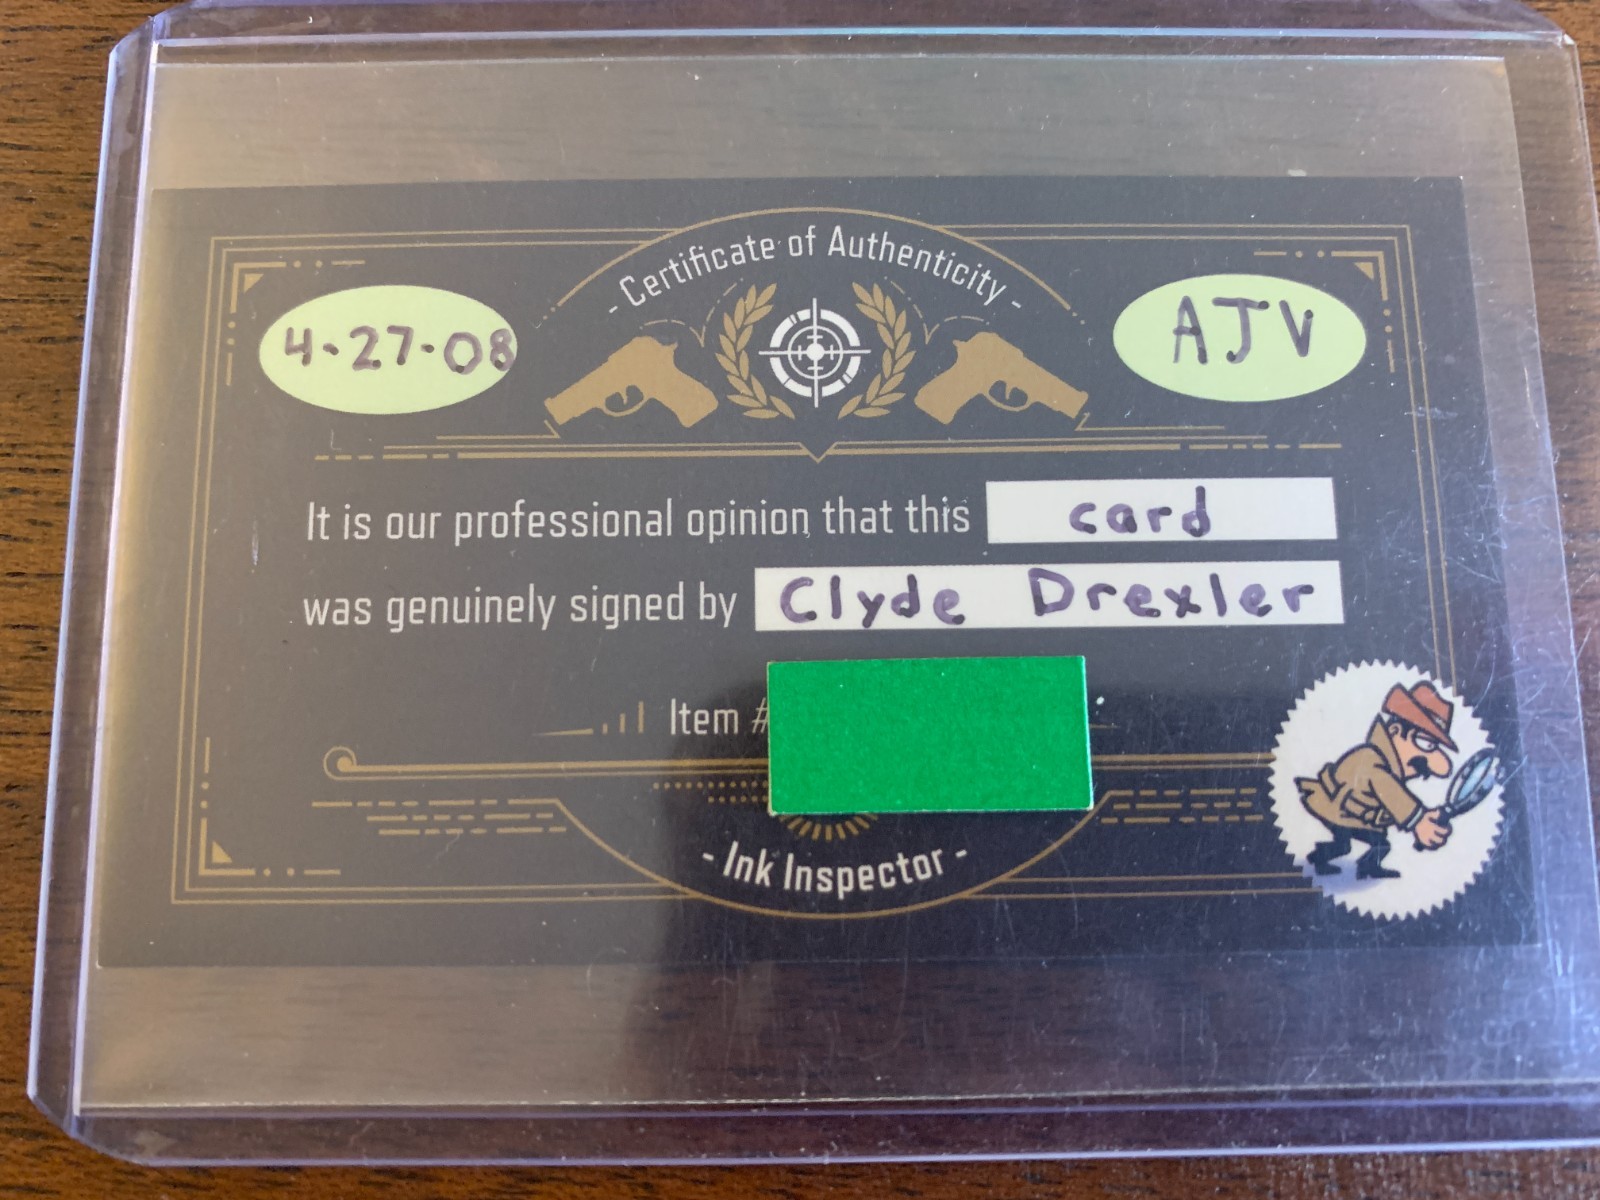 - Certificate of Authenticity -
4-27-08
AJV
It is our professional opinion that this card
was genuinely signed by Clyde Drexler
Item #
- Ink Inspector -